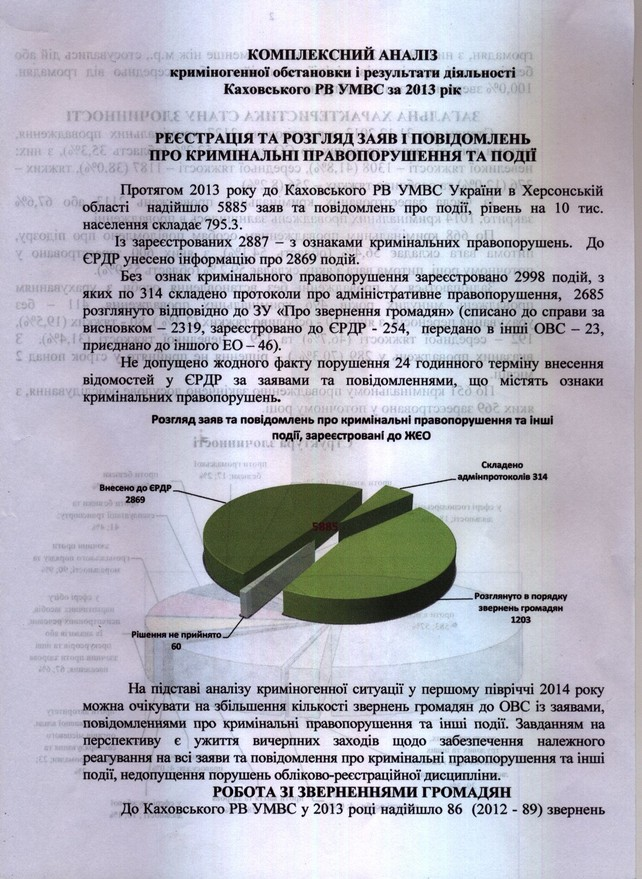 КОМПЛЕКСНИЙ АНАЛІЗ
криміногенної обстановки і результати діяльності
Каховського РВ УМВС за 2013 рік
РЕЄСТРАЦІЯ ТА РОЗГЛЯД ЗАЯВ І ПОВІДОМЛЕНЬ
ПРО КРИМІНАЛЬНІ ПРАВОПОРУШЕННЯ ТА ПОДІЇ
Протягом 2013 року до Каховського РВ УМВС України в Херсонській
області надійшло 5885 заяв та повідомлень про події, рівень на 10 тис.
населення складає 795.3.
Із зареєстрованих 2887 – з ознаками кримінальних правопорушень. До
ЄРДР унесено інформацію про 2869 подій.
Без ознак кримінального правопорушення зареєстровано 2998 подій, з
яких по 314 складено протоколи про адміністративне правопорушення, 2685
розглянуто відповідно до ЗУ «Про звернення громадян» (списано до справи за
висновком – 2319, зареєстровано до ЄРДР - 254, передано в інші ОВС – 23,
приєднано до іншого ЕО – 46).
Не допущено жодного факту порушення 24 годинного терміну внесення
відомостей у ЄРДР за заявами та повідомленнями, що містять ознаки
кримінальних правопорушень.
Розгляд заяв та повідомлень про кримінальні правопорушення та інші
події, зареєстровані до ЖЄО
Складено
адмінпротоколів 314
Внесено до ЄРДР
2869
5885
Розглянуто в порядку
звернень громадян
1203
Рішення не прийнято
60
На підставі аналізу криміногенної ситуації у першому півріччі 2014 року
можна очікувати на збільшення кількості звернень громадян до ОВС із заявами,
повідомленнями про кримінальні правопорушення та інші події. Завданням на
перспективу є ужиття вичерпних заходів щодо забезпечення належного
реагування на всі заяви та повідомлення про кримінальні правопорушення та інші
події, недопущення порушень обліково-реєстраційної дисципліни.
РОБОТА ЗІ ЗВЕРНЕННЯМИ ГРОМАДЯН
До Каховського РВ УМВС у 2013 році надійшло 86 (2012 - 89) звернень